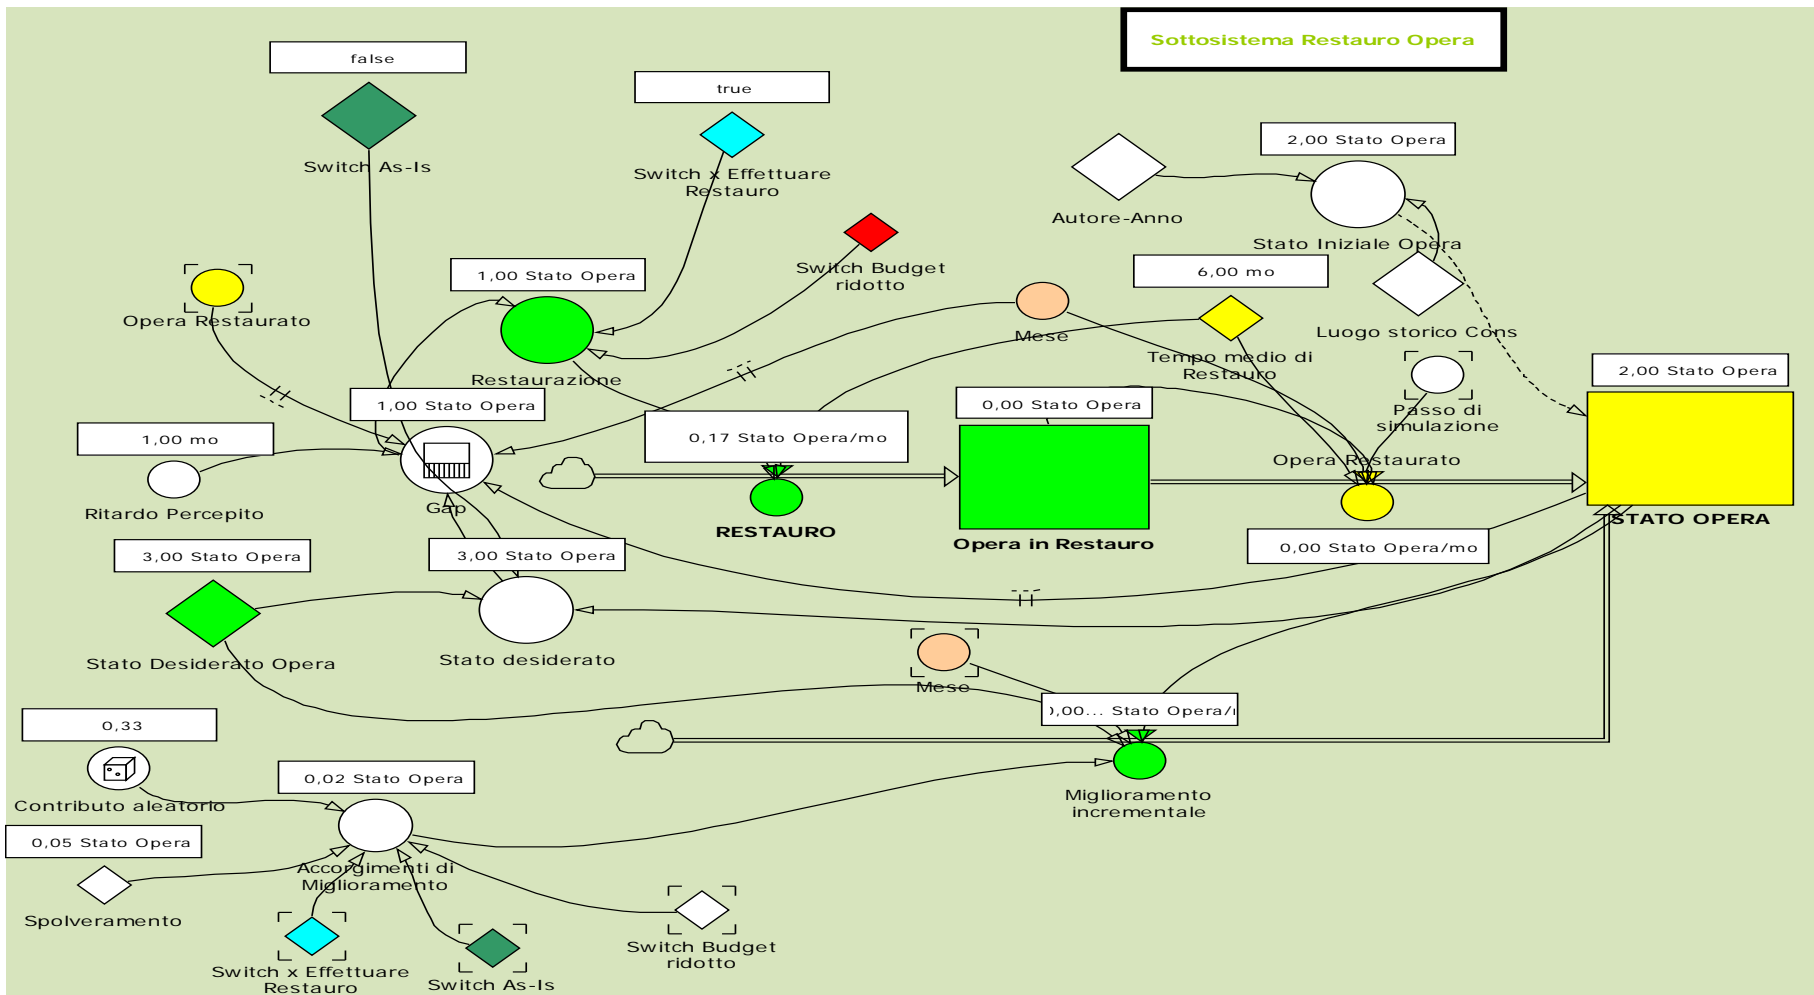 Sottosistema Restauro Opera
false
Switch As-Is
true
Switch x Effettuare
Restauro
2,00 Stato Opera
Autore-Anno
Stato Iniziale Opera
Switch Budget
ridotto
1,00 Stato Opera
6,00 mo
Opera Restaurato
Mese
Luogo storico Cons
Tempo medio di
Restauro
Restaurazione
2,00 Stato Opera
1,00 Stato Opera
0,00 Stato Opera
Passo di
simulazione
1,00 mo
0,17 Stato Opera/mo
Opera Restaurato
Ritardo Percepito
Gap
RESTAURO
Opera in Restauro
STATO OPERA
3,00 Stato Opera
3,00 Stato Opera
0,00 Stato Opera/mo
Stato Desiderato Opera
Stato desiderato
Mese
0,33
0,00... Stato Opera/
Contributo aleatorio
0,02 Stato Opera
Miglioramento
incrementale
0,05 Stato Opera
Accorgimenti di
Miglioramento
Spolveramento
Switch x Effettuare
Restauro
Switch As-Is
Switch Budget
ridotto